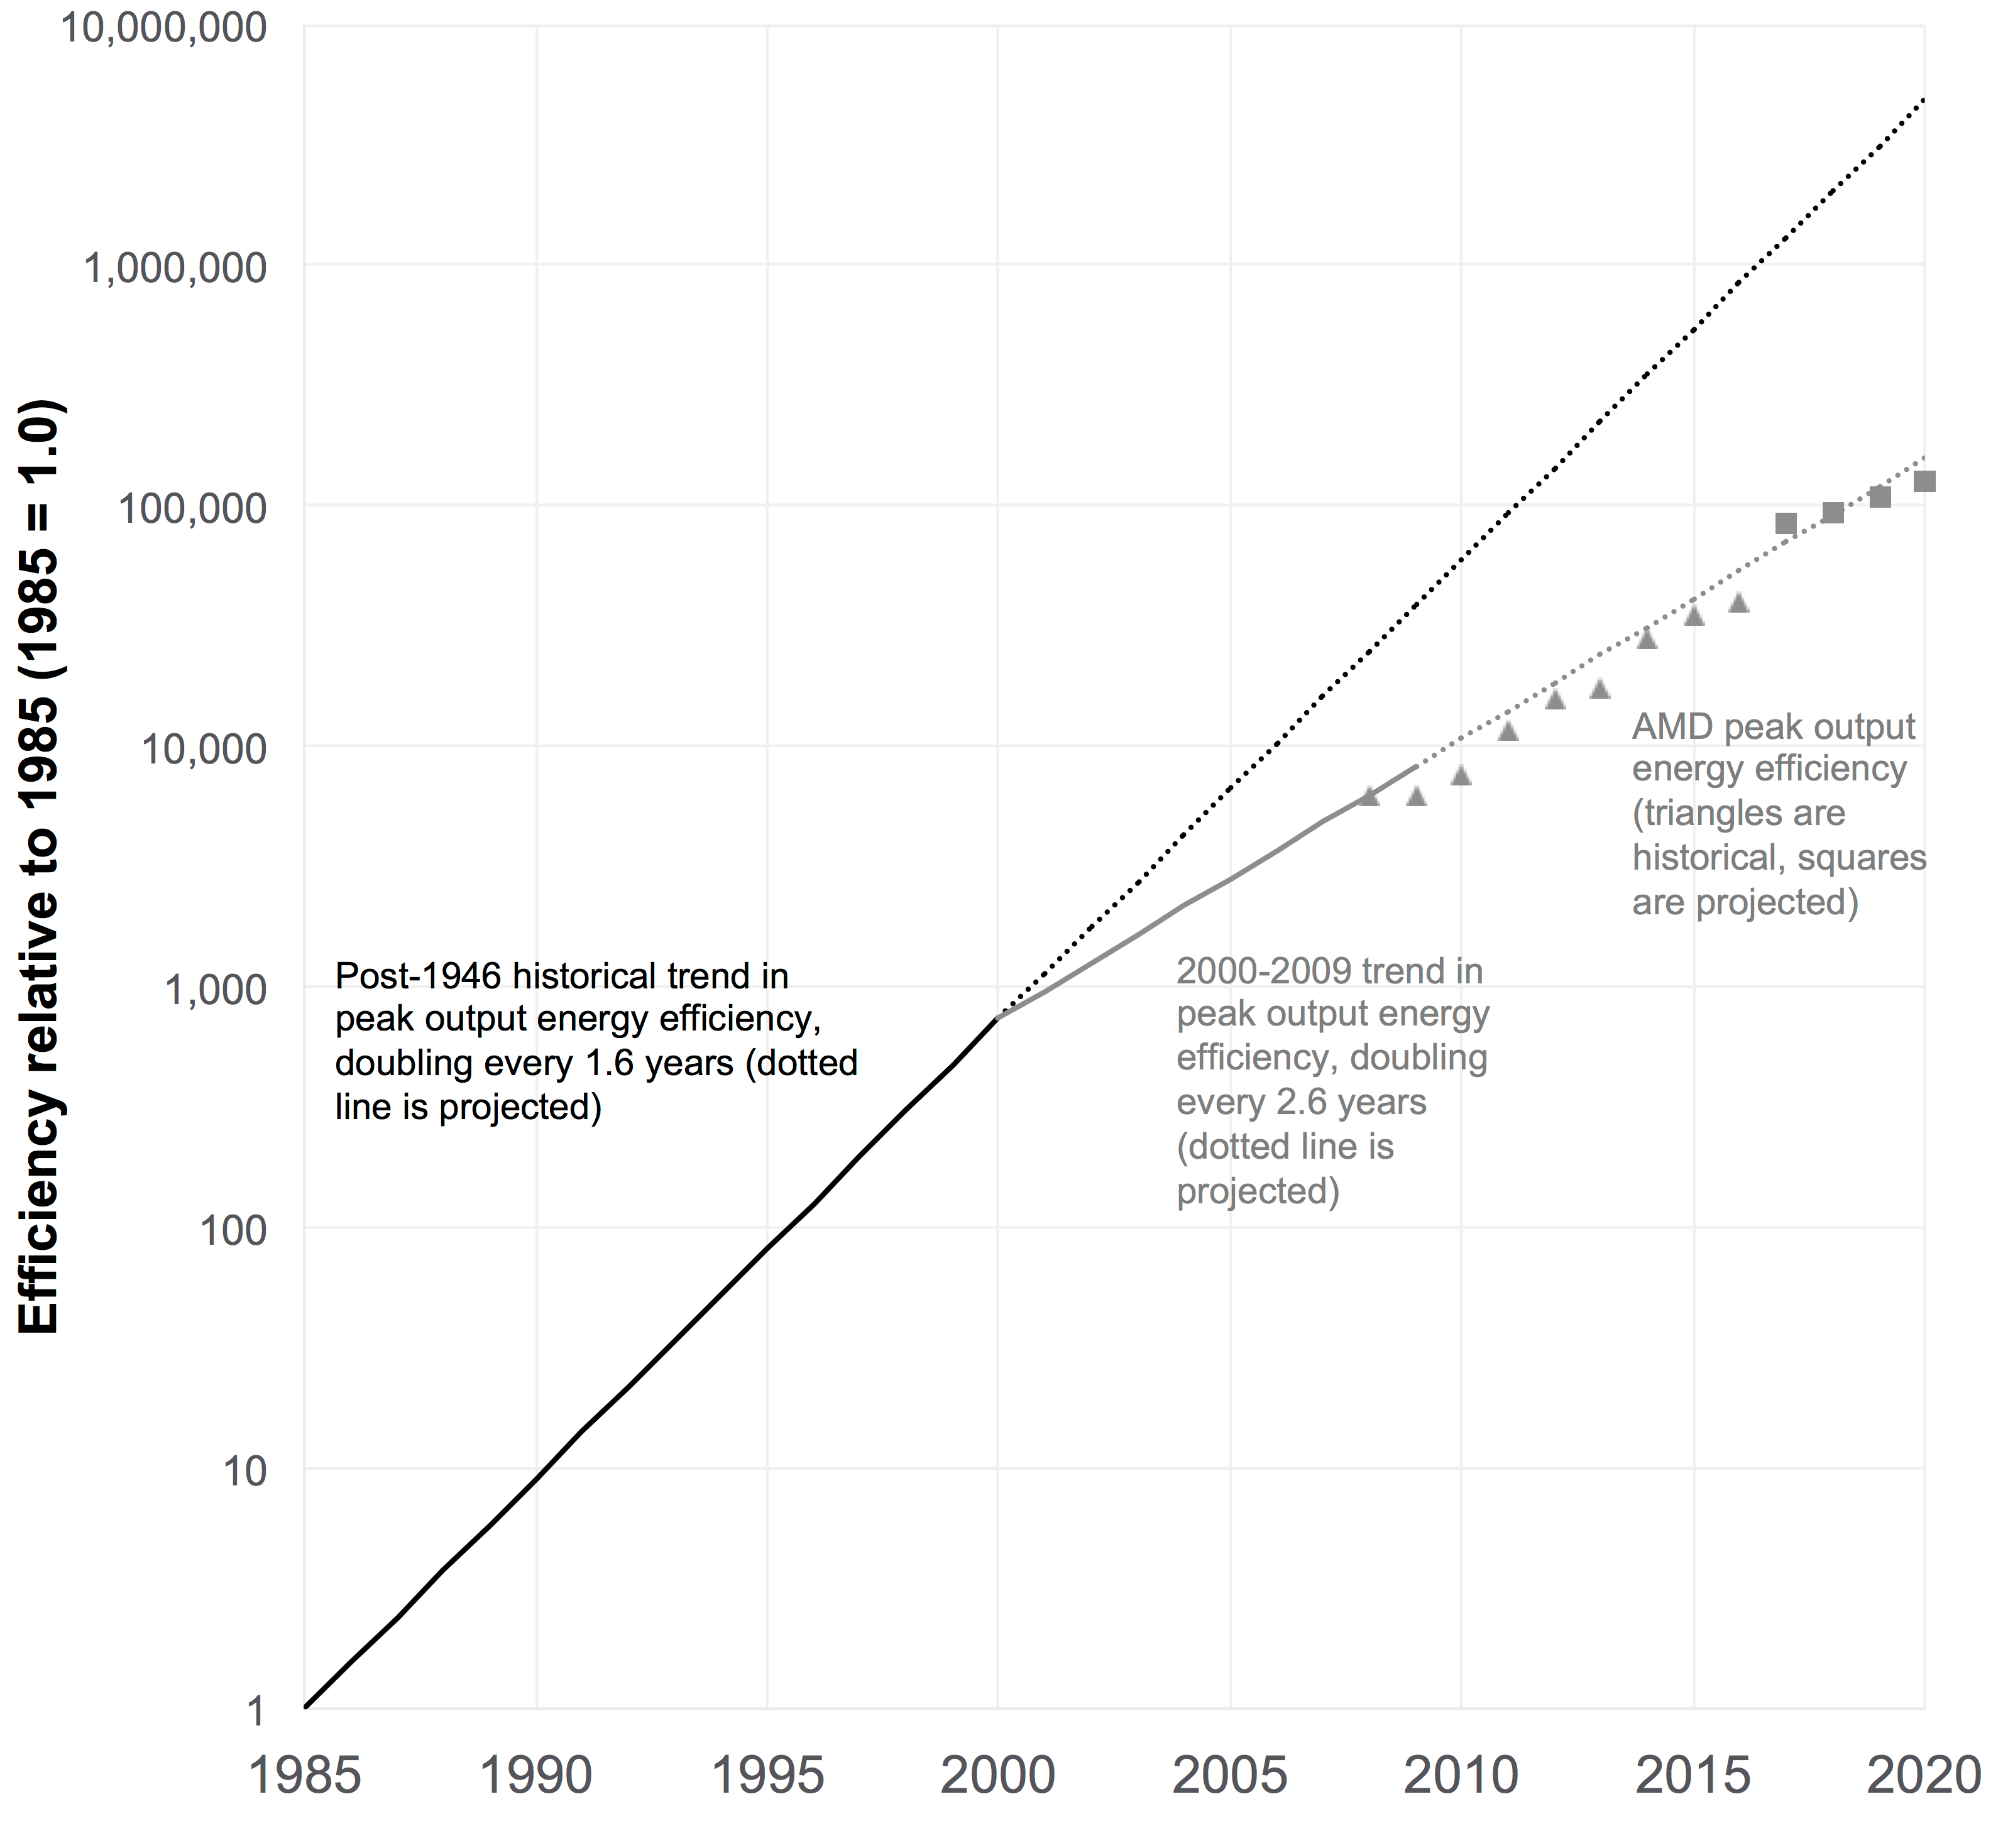 Efficiency relative to 1985 (1985 = 1.0)
10,000,000
1,000,000
100,000
10,000
1,000
100
10
1
Post-1946 historical trend in
peak output energy efficiency,
doubling every 1.6 years (dotted
line is projected)
2000-2009 trend in
peak output energy
efficiency, doubling
every 2.6 years
(dotted line is
projected)
AMD peak output
energy efficiency
(triangles are
historical, squares
are projected)
1985 1990 1995 2000 2005 2010 2015 2020